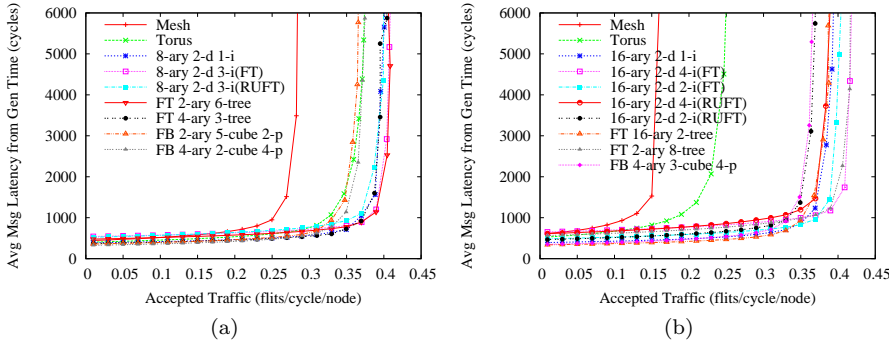 6000
5000
4000
3000
2000
1000
0
0
0.05
0.1
0.15
0.2
0.25
0.3
0.35
0.4
0.45
Avg Msg Latency from Gen Time (cycles)
Accepted Traffic (flits/cycle/node)
Mesh
Torus
8-ary 2-d 1-i
8-ary 2-d 3-i(FT)
8-ary 2-d 3-i(RUFT)
FT 2-ary 6-tree
FT 4-ary 3-tree
FB 2-ary 5-cube 2-p
FB 4-ary 2-cube 4-p
(a)
6000
5000
4000
3000
2000
1000
0
0
0.05
0.1
0.15
0.2
0.25
0.3
0.35
0.4
0.45
Avg Msg Latency from Gen Time (cycles)
Accepted Traffic (flits/cycle/node)
Mesh
Torus
16-ary 2-d 1-i
16-ary 2-d 4-i(FT)
16-ary 2-d 2-i(FT)
16-ary 2-d 4-i(RUFT)
16-ary 2-d 2-i(RUFT)
FT 16-ary 2-tree
FT 2-ary 8-tree
FB 4-ary 3-cube 4-p
(b)